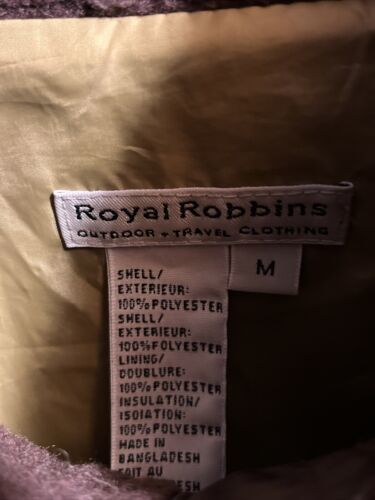 Royal Robbins
OUTDOOR + TRAVEL CLOTHING
M
SHELL/
EXTERIEUR:
100% POLYESTER
SHELL/
EXTERIEUR:
100% POLYESTER
LINING/
DOUBLURE:
100% POLYESTER
INSULATION/
ISOIATION:
100% POLYESTER
MADE IN
BANGLADESH
FAIT AU